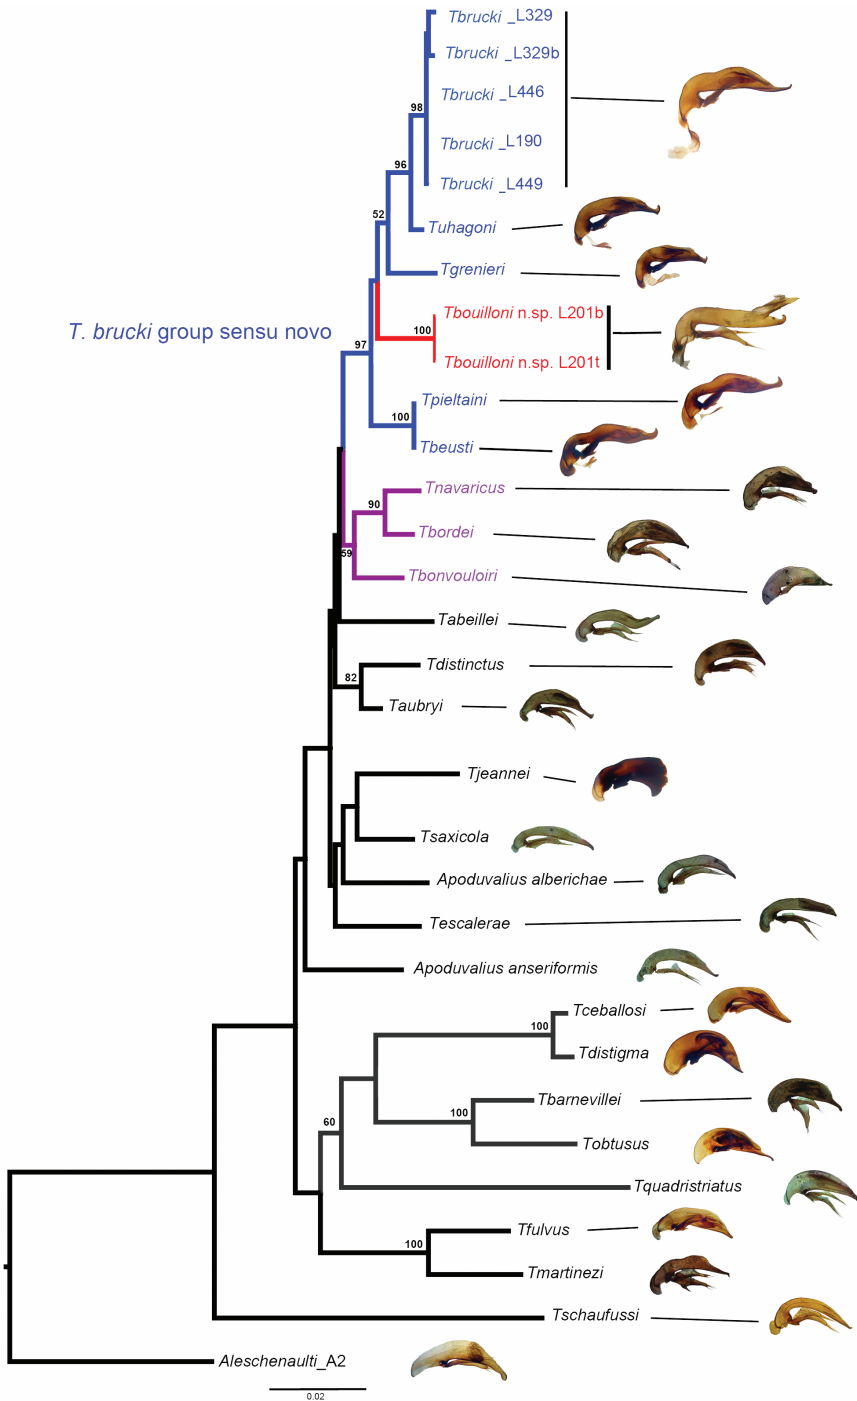 Tbrucki _L329
Tbrucki _L329b
Tbrucki _L446
98
Tbrucki _L190
96
Tbrucki _L449
52
Tuhagoni
Tgrenieri
Tbouilloni n.sp. L201b
T. brucki group sensu novo
100
97
Tbouilloni n.sp. L201t
Tpieltaini
100
Tbeusti
Tnavaricus
90
Tbordei
59
Tbonvouloiri
Tabeillei
Tdistinctus
82
Taubryi
Tjeannei
Tsaxicola
Apoduvalius alberichae
Tescalerae
Apoduvalius anseriformis
Tceballosi
100
Tdistigma
Tbarnevillei
100
60
Tobtusus
Tquadristriatus
Tfulvus
100
Tmartinezi
Tschaufussi
Aleschenaulti_A2
0.02